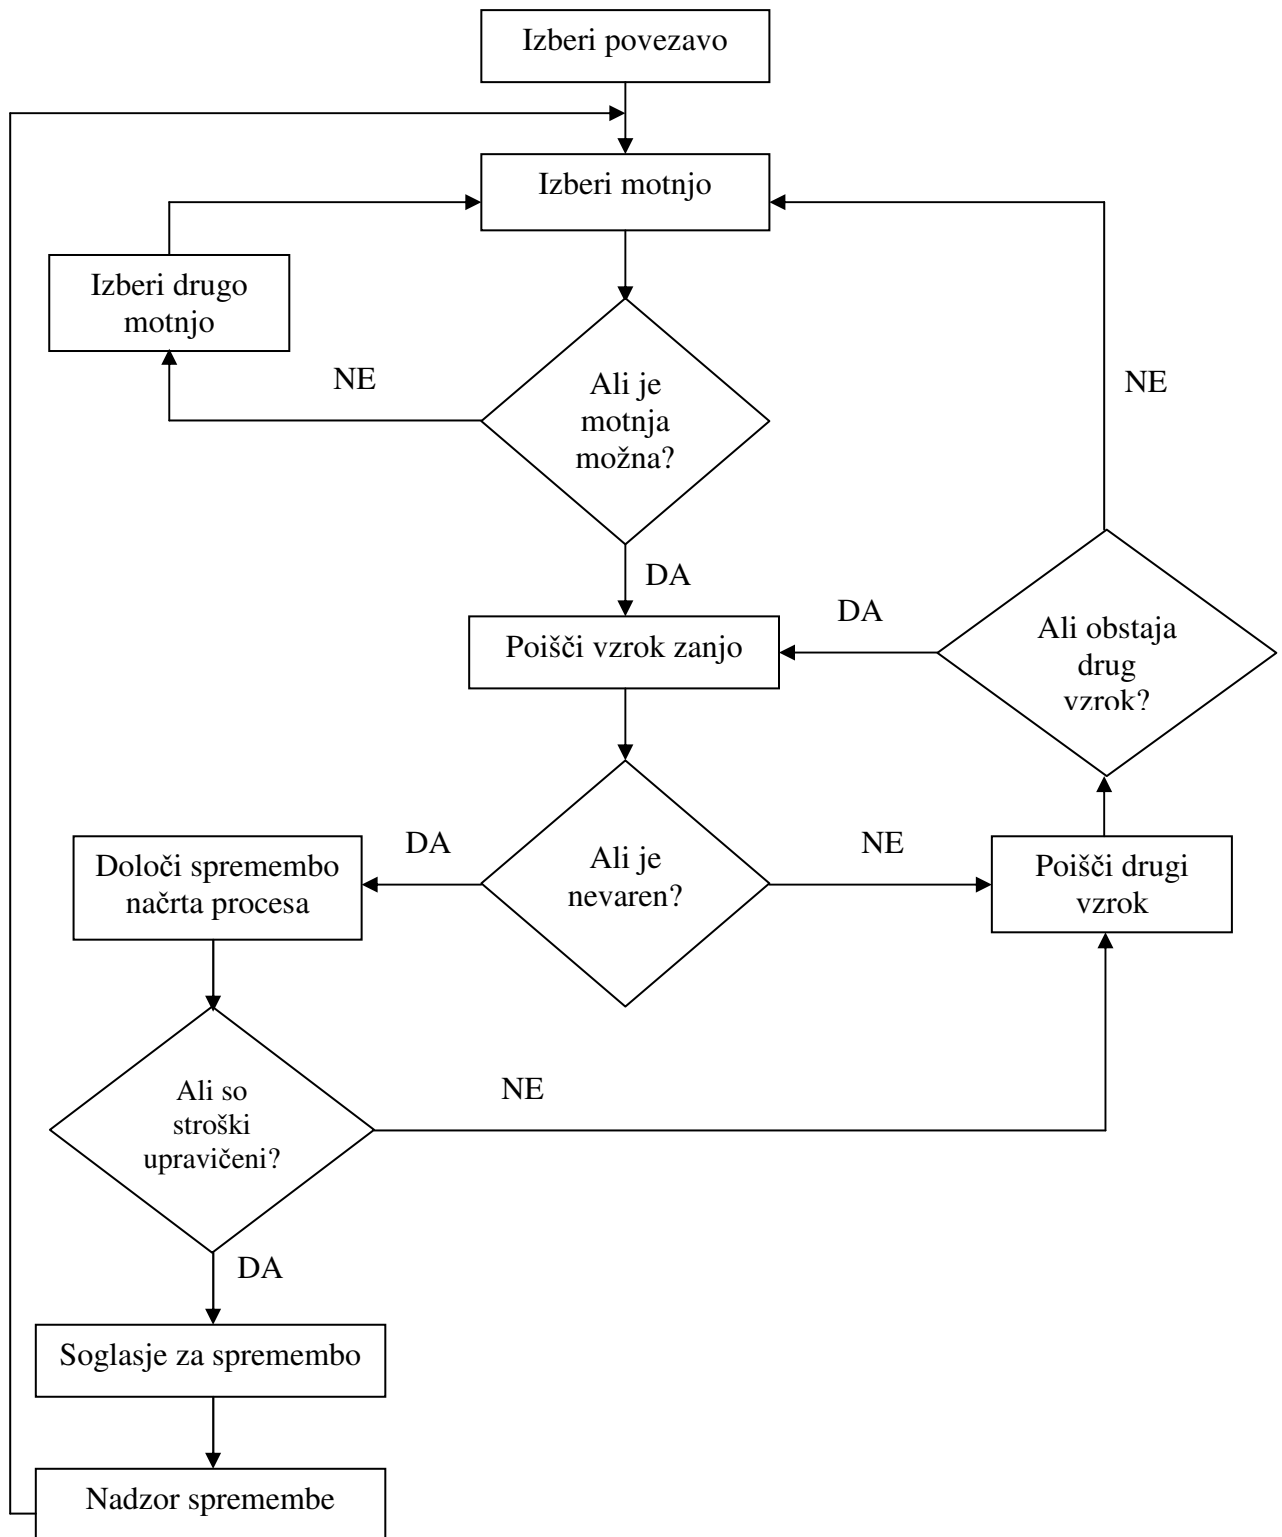 Izberi povezavo
Izberi motnjo
Izberi drugo
motnjo
NE
Ali je
motnja
možna?
NE
DA
DA
Poišči vzrok zanjo
Ali obstaja
drug
vzrok?
DA
NE
Določi spremembo
načrta procesa
Ali je
nevaren?
Poišči drugi
vzrok
Ali so
stroški
upravičeni?
NE
DA
Soglasje za spremembo
Nadzor spremembe